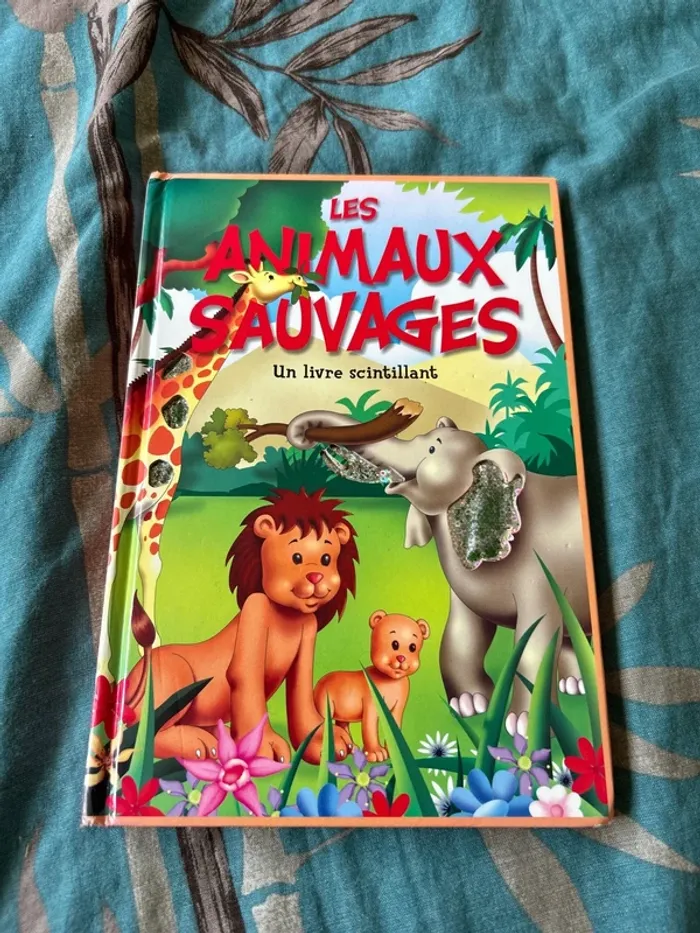 LES
ANIMAUX
SAUVAGES
Un livre scintillant